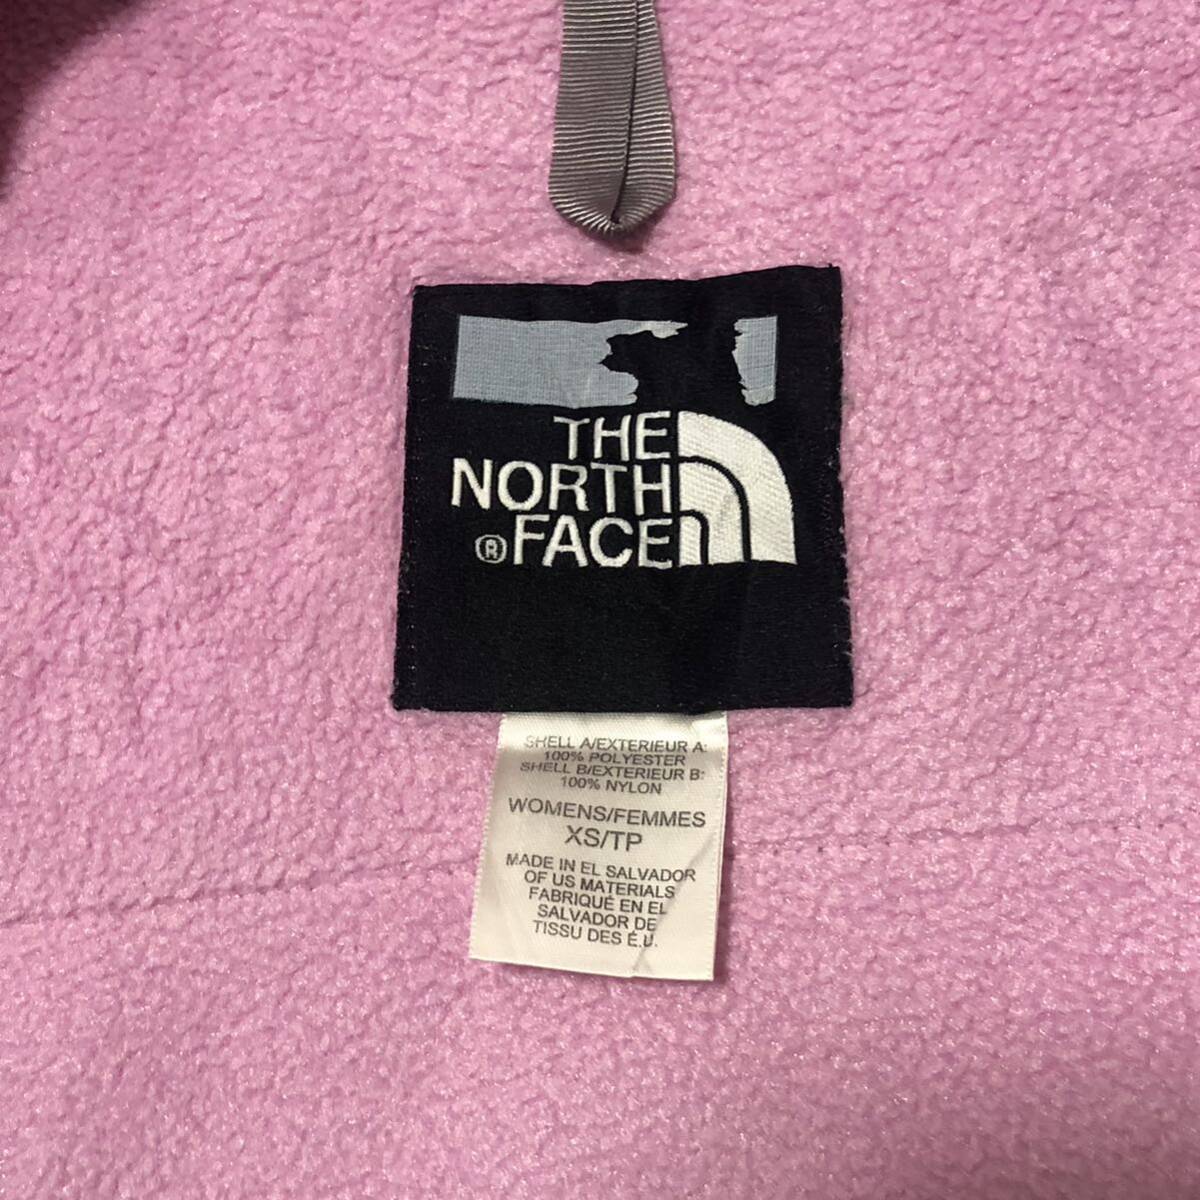 THE
NORTH
® FACE
SHELL A/EXTERIEUR A:
100% POLYESTER
SHELL B/EXTERIEUR B:
100% NYLON
WOMENS/FEMMES
XS/TP
MADE IN EL SALVADOR
OF US MATERIALS
FABRIQUÉ EN EL
SALVADOR DE
TISSU DES É.U.